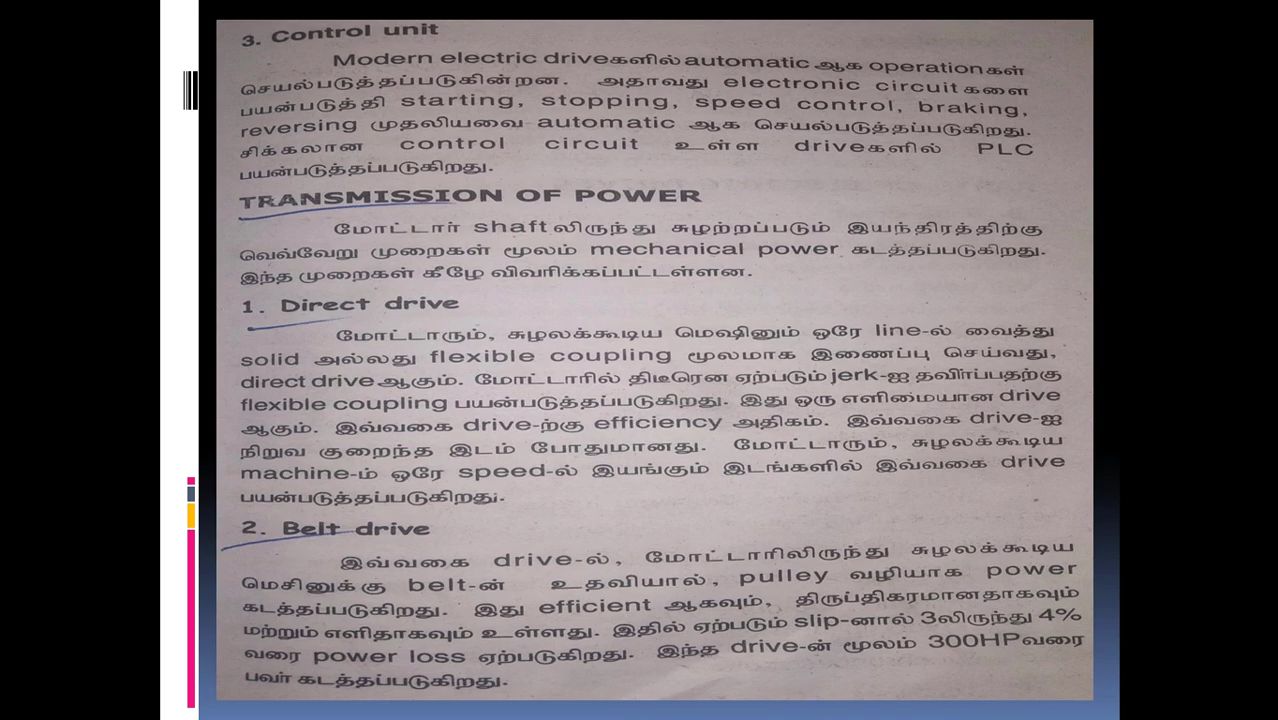 3. Control unit
Modern electric driveகளில் automatic ஆக operationகள்
செயல்படுத்தப்படுகின்றன. அதாவது electronic circuitகளை
பயன்படுத்தி starting, stopping, speed control, braking,
reversing முதலியவை automatic ஆக செயல்படுத்தப்படுகிறது.
சிக்கலான control circuit உள்ள driveகளில் PLC
பயன்படுத்தப்படுகிறது.
TRANSMISSION OF POWER
மோட்டார் shaftலிருந்து சுழற்றப்படும் இயந்திரத்திற்கு
வெவ்வேறு முறைகள் மூலம் mechanical power கடத்தப்படுகிறது.
இந்த முறைகள் கீழே விவரிக்கப்பட்டள்ளன.
1. Direct drive
மோட்டாரும், சுழலக்கூடிய மெஷினும் ஒரே line-ல் வைத்து
solid அல்லது flexible coupling மூலமாக இணைப்பு செய்வது,
direct drive ஆகும். மோட்டாரில் திடீரென ஏற்படும் jerk-ஐ தவிர்ப்பதற்கு
flexible coupling பயன்படுத்தப்படுகிறது. இது ஒரு எளிமையான drive
ஆகும். இவ்வகை drive-ற்கு efficiency அதிகம். இவ்வகை drive-ஐ
நிறுவ குறைந்த இடம் போதுமானது. மோட்டாரும், சுழலக்கூடிய
machine-ம் ஒரே speed-ல் இயங்கும் இடங்களில் இவ்வகை drive
பயன்படுத்தப்படுகிறது.
2. Belt drive
இவ்வகை drive-ல், மோட்டாரிலிருந்து சுழலக்கூடிய
மெசினுக்கு belt-ன் உதவியால், pulley வழியாக power
கடத்தப்படுகிறது. இது efficient ஆகவும், திருப்திகரமானதாகவும்
மற்றும் எளிதாகவும் உள்ளது. இதில் ஏற்படும் slip-னால் 3லிருந்து 4%
வரை power loss ஏற்படுகிறது. இந்த drive-ன் மூலம் 300HPவரை
பவர் கடத்தப்படுகிறது.